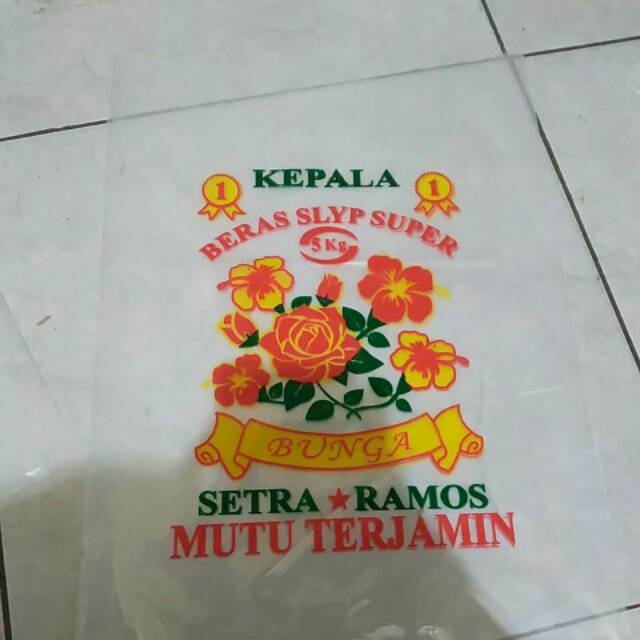 KEPALA
1 1
BERAS SLYP SUPER
5 Kg
BUNGA
SETRA ★ RAMOS
MUTU TERJAMIN